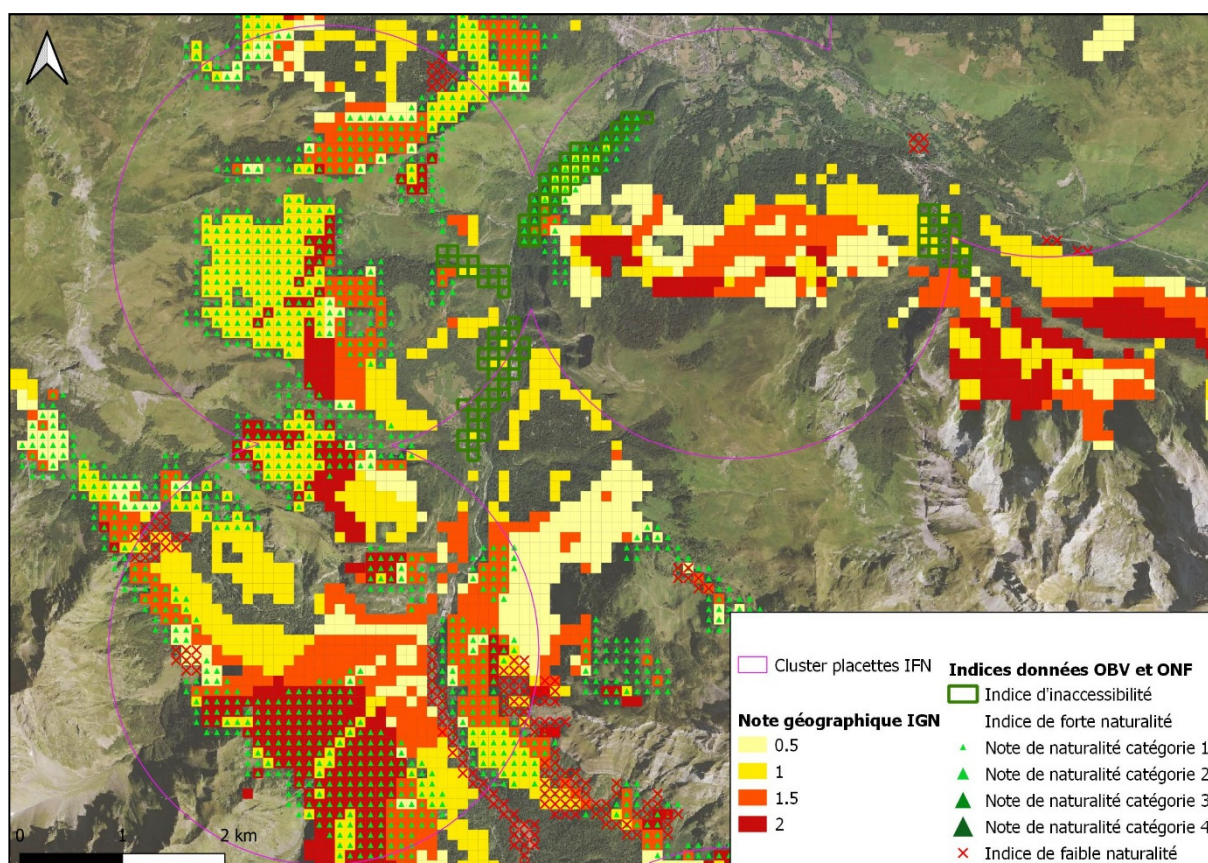 0 1 2 km
Cluster placettes IFN
Note géographique IGN
0.5
1
1.5
2
Indices données OBV et ONF
Indice d'inaccessibilité
Indice de forte naturalité
Note de naturalité catégorie 1
Note de naturalité catégorie 2
Note de naturalité catégorie 3
Note de naturalité catégorie 4
Indice de faible naturalité